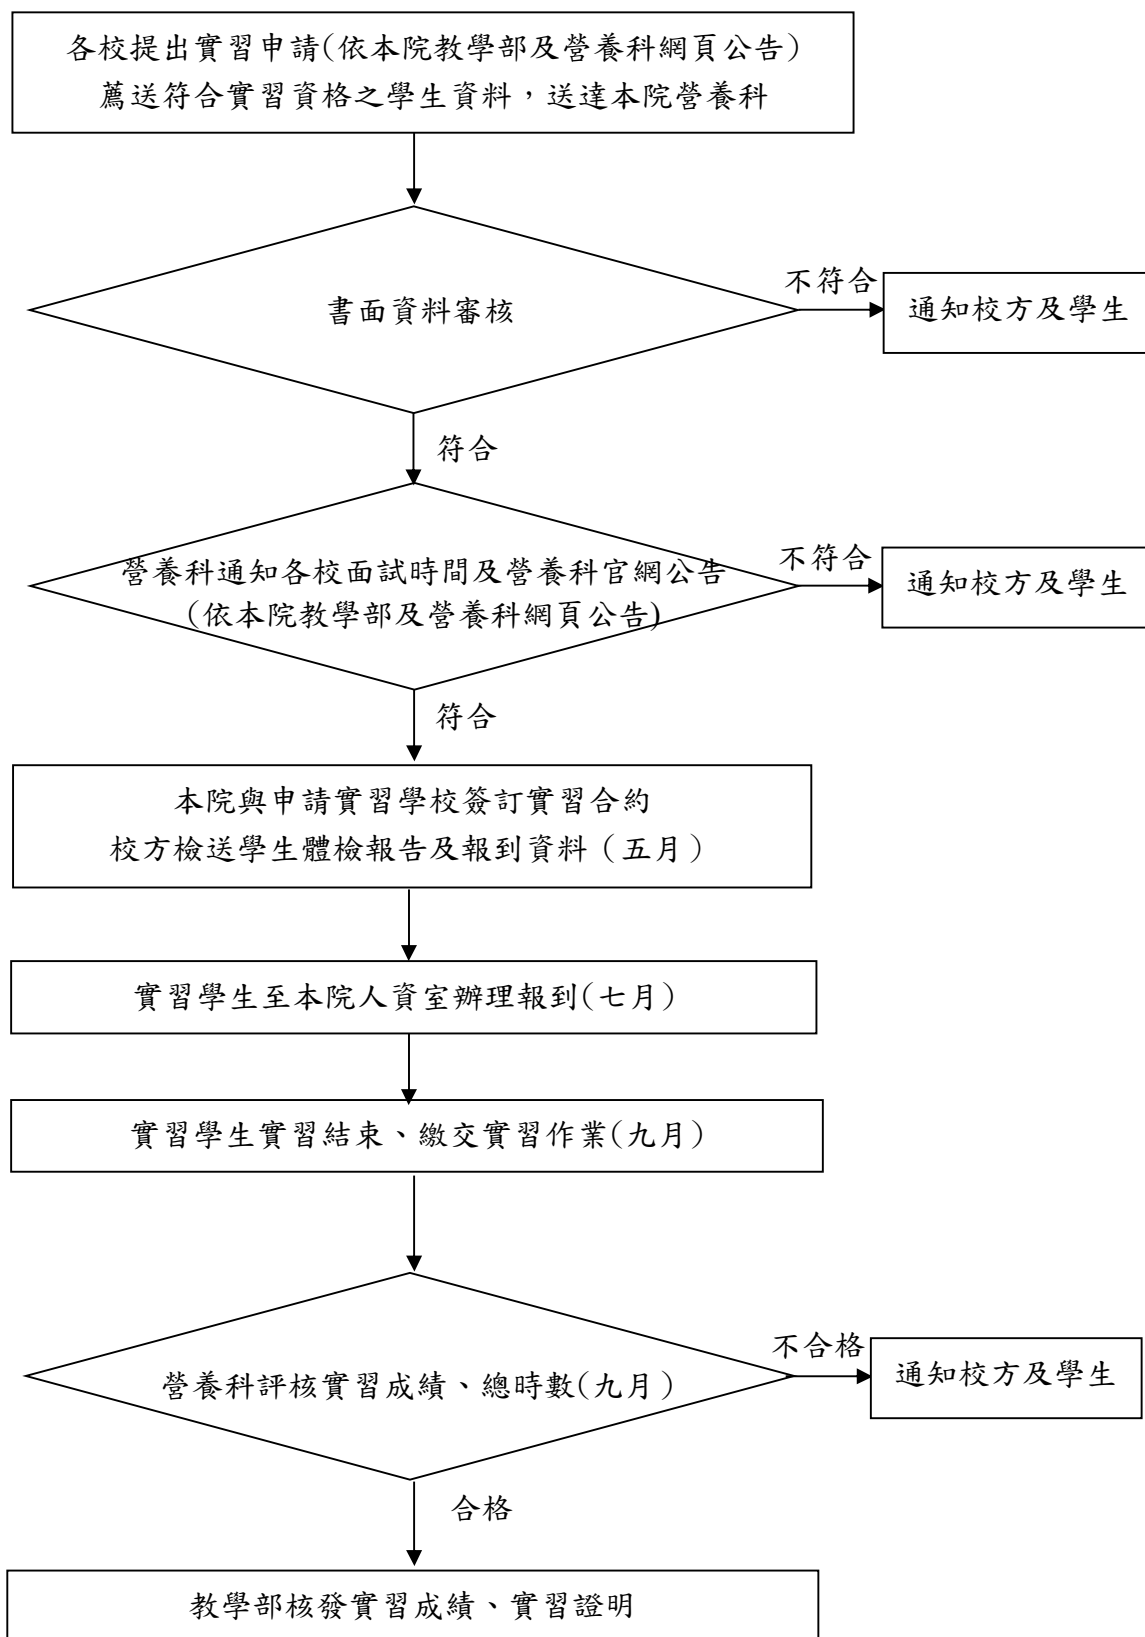 各校提出實習申請(依本院教學部及營養科網頁公告)
薦送符合實習資格之學生資料，送達本院營養科
書面資料審核
不符合
通知校方及學生
符合
營養科通知各校面試時間及營養科官網公告
(依本院教學部及營養科網頁公告)
不符合
通知校方及學生
符合
本院與申請實習學校簽訂實習合約
校方檢送學生體檢報告及報到資料（五月）
實習學生至本院人資室辦理報到(七月)
實習學生實習結束、繳交實習作業(九月)
營養科評核實習成績、總時數(九月)
不合格
通知校方及學生
合格
教學部核發實習成績、實習證明